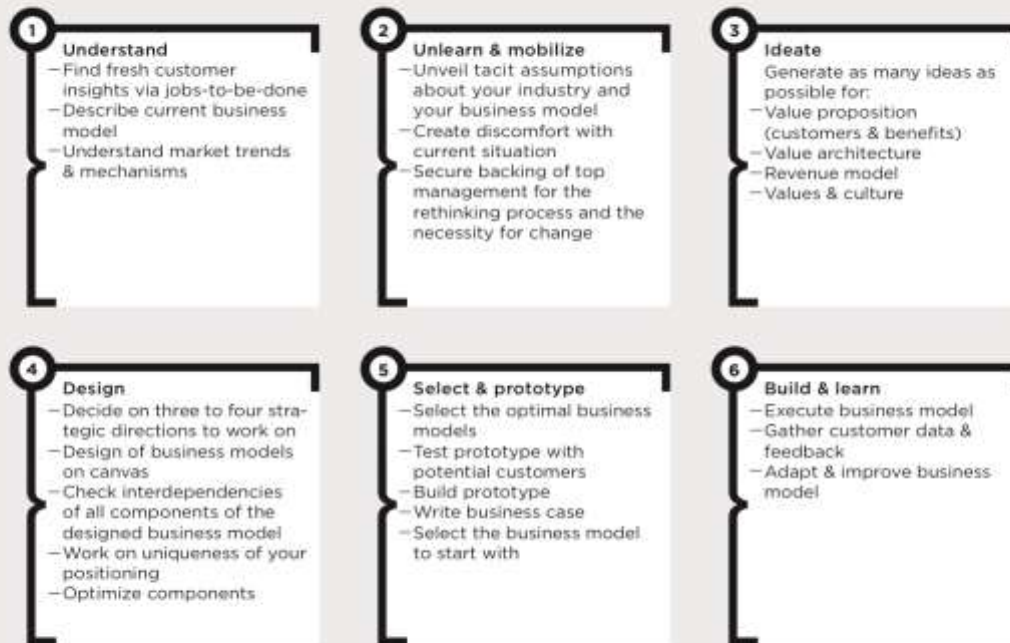 1
Understand
—Find fresh customer
insights via jobs-to-be-done
—Describe current business
model
—Understand market trends
& mechanisms
2
Unlearn & mobilize
—Unveil tacit assumptions
about your industry and
your business model
—Create discomfort with
current situation
—Secure backing of top
management for the
rethinking process and the
necessity for change
3
Ideate
Generate as many ideas as
possible for:
—Value proposition
(customers & benefits)
—Value architecture
—Revenue model
—Values & culture
4
Design
—Decide on three to four stra-
tegic directions to work on
—Design of business models
on canvas
—Check interdependencies
of all components of the
designed business model
—Work on uniqueness of your
positioning
—Optimize components
5
Select & prototype
—Select the optimal business
models
—Test prototype with
potential customers
—Build prototype
—Write business case
—Select the business model
to start with
6
Build & learn
—Execute business model
—Gather customer data &
feedback
—Adapt & improve business
model